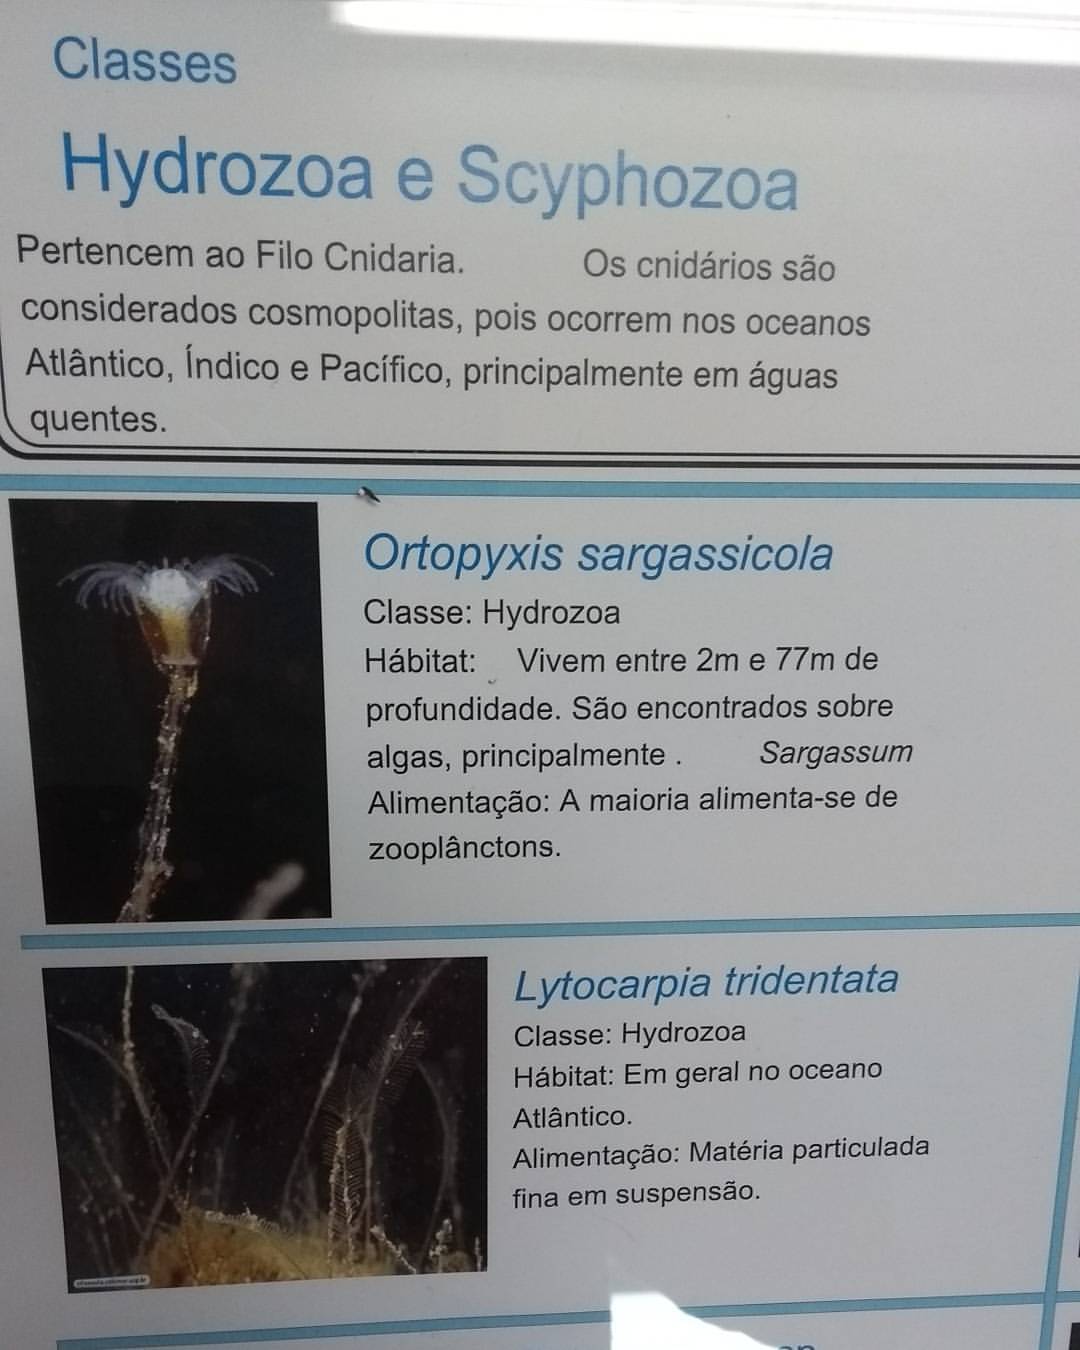 Classes
Hydrozoa e Scyphozoa
Pertencem ao Filo Cnidaria. Os cnidários são
considerados cosmopolitas, pois ocorrem nos oceanos
Atlântico, Índico e Pacífico, principalmente em águas
quentes.
Ortopyxis sargassicola
Classe: Hydrozoa
Hábitat: Vivem entre 2m e 77m de
profundidade. São encontrados sobre
algas, principalmente . Sargassum
Alimentação: A maioria alimenta-se de
zooplânctons.
Lytocarpia tridentata
Classe: Hydrozoa
Hábitat: Em geral no oceano
Atlântico.
Alimentação: Matéria particulada
fina em suspensão.